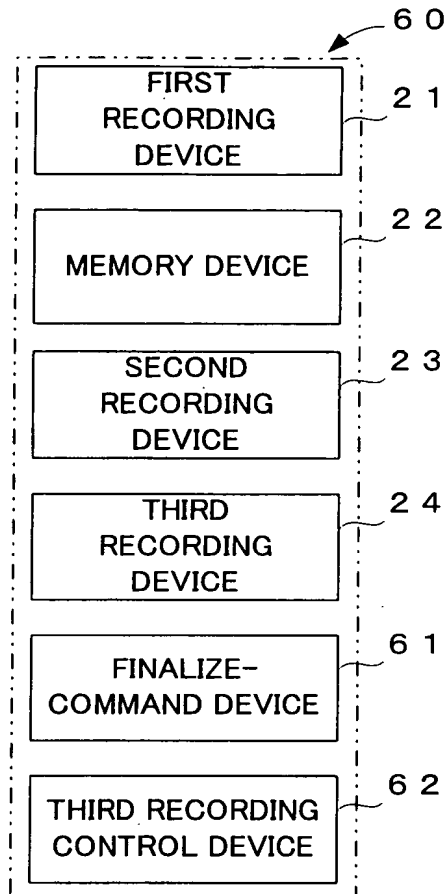 60
FIRST
RECORDING
DEVICE
21
MEMORY DEVICE
22
SECOND
RECORDING
DEVICE
23
THIRD
RECORDING
DEVICE
24
FINALIZE-
COMMAND DEVICE
61
THIRD RECORDING
CONTROL DEVICE
62